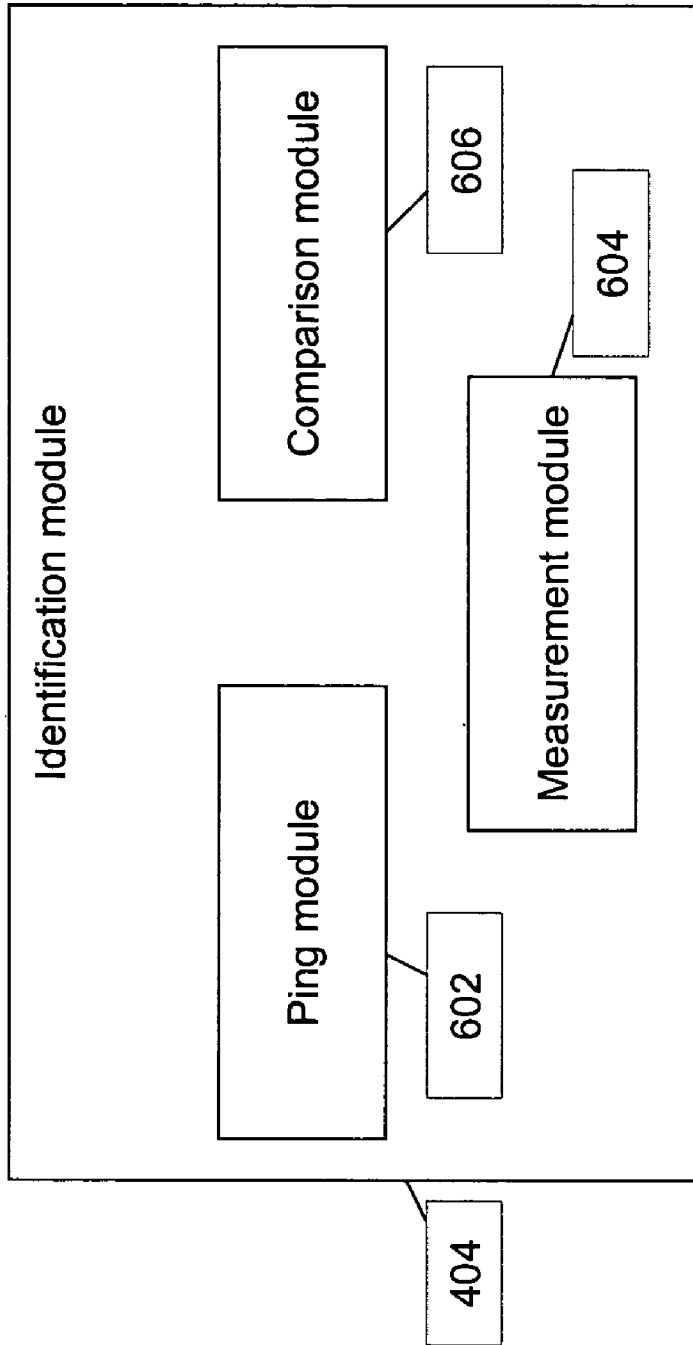 Identification module
Ping module
Comparison module
602
606
Measurement module
604
404